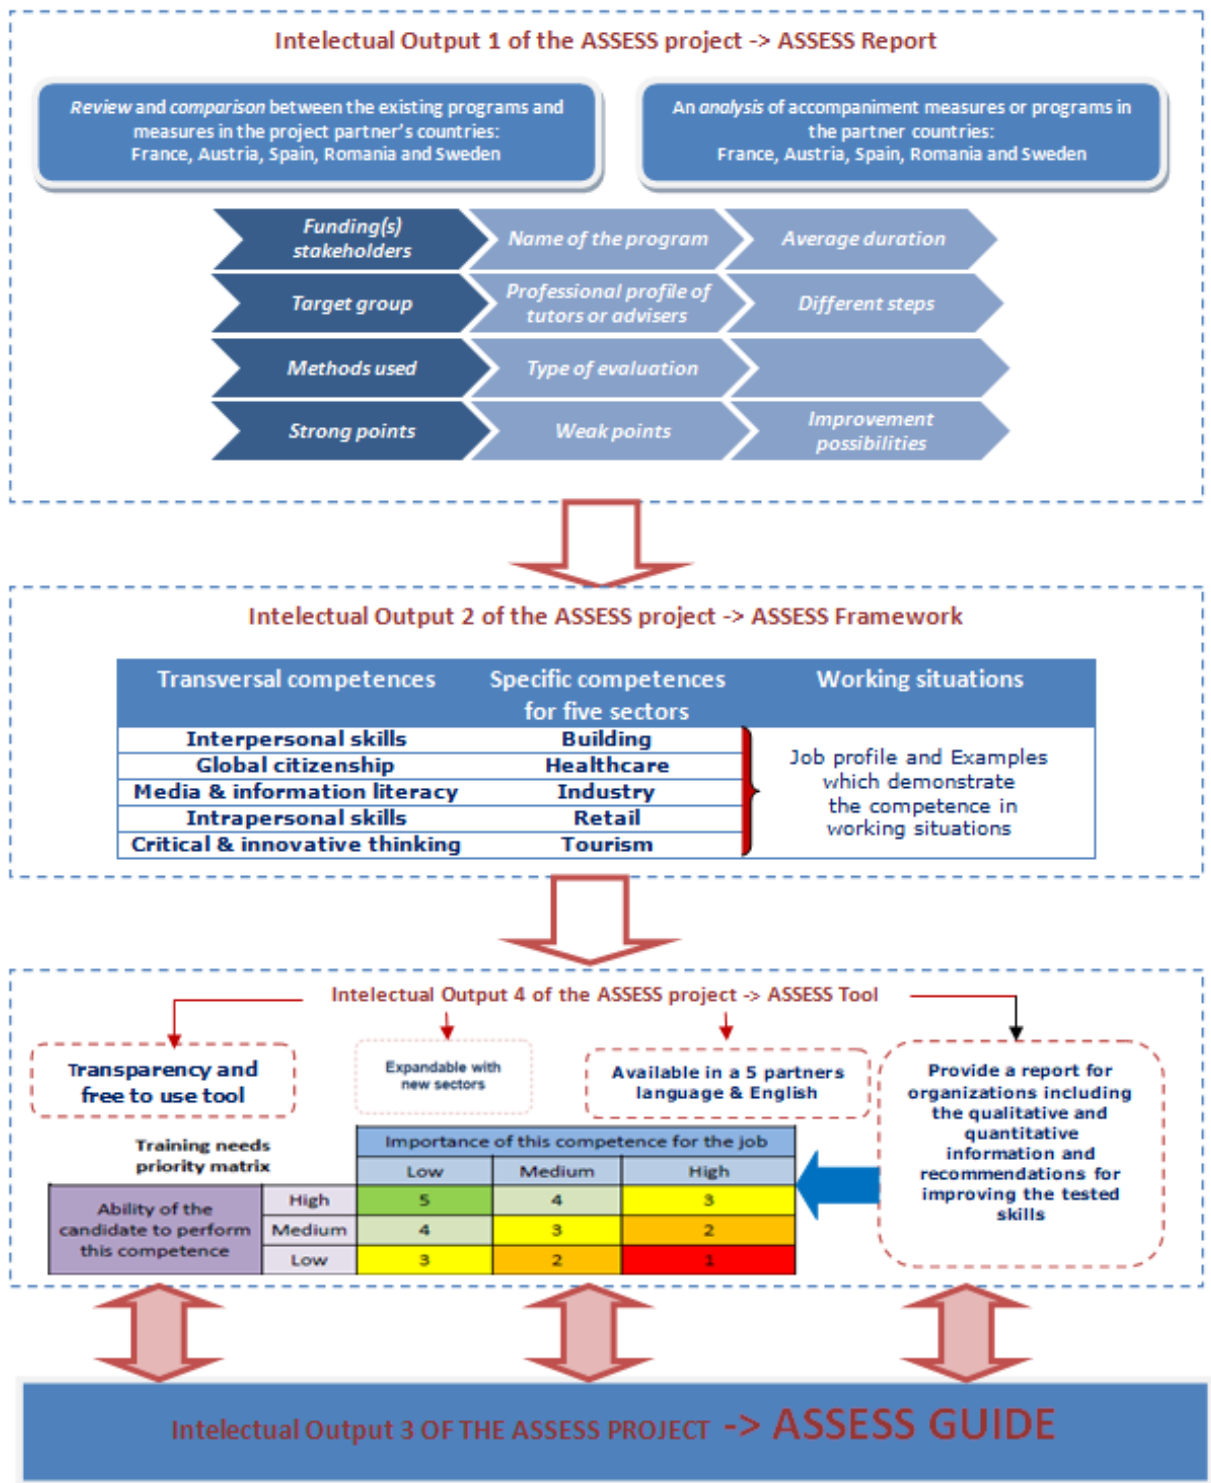 Intelectual Output 1 of the ASSESS project -> ASSESS Report
Review and comparison between the existing programs and
measures in the project partner's countries:
France, Austria, Spain, Romania and Sweden
An analysis of accompaniment measures or programs in
the partner countries:
France, Austria, Spain, Romania and Sweden
Funding(s)
stakeholders
Name of the program
Average duration
Target group
Professional profile of
tutors or advisers
Different steps
Methods used
Type of evaluation
Strong points
Weak points
Improvement
possibilities
Intelectual Output 2 of the ASSESS project -> ASSESS Framework
Transversal competences
Specific competences
for five sectors
Working situations
Interpersonal skills
Building
Global citizenship
Healthcare
Media & information literacy
Industry
Intrapersonal skills
Retail
Critical & innovative thinking
Tourism
Job profile and Examples
which demonstrate
the competence in
working situations
Intelectual Output 4 of the ASSESS project -> ASSESS Tool
Transparency and
free to use tool
Expandable with
new sectors
Available in a 5 partners
language & English
Provide a report for
organizations including
the qualitative and
quantitative
information and
recommendations for
improving the tested
skills
Training needs
priority matrix
Importance of this competence for the job
Low
Medium
High
Ability of the
candidate to perform
this competence
High
5
4
3
Medium
4
3
2
Low
3
2
1
Intelectual Output 3 OF THE ASSESS PROJECT -> ASSESS GUIDE